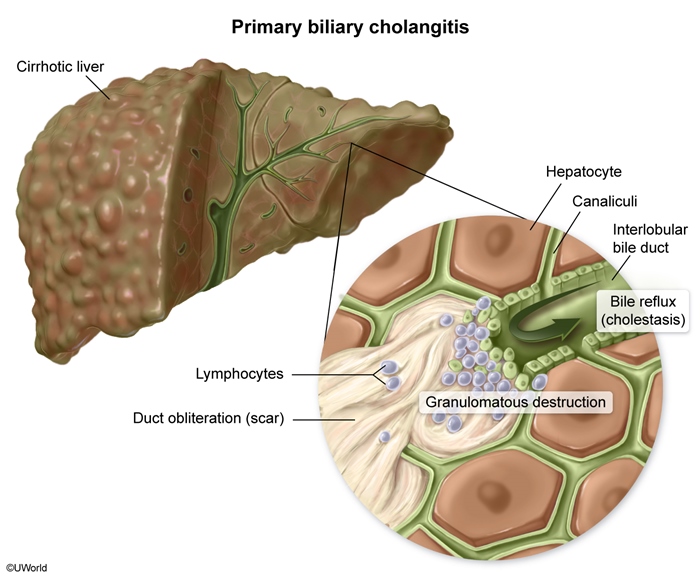 Primary biliary cholangitis
Cirrhotic liver
Hepatocyte
Canaliculi
Interlobular
bile duct
Bile reflux
(cholestasis)
Lymphocytes
Granulomatous destruction
Duct obliteration (scar)
©UWorld